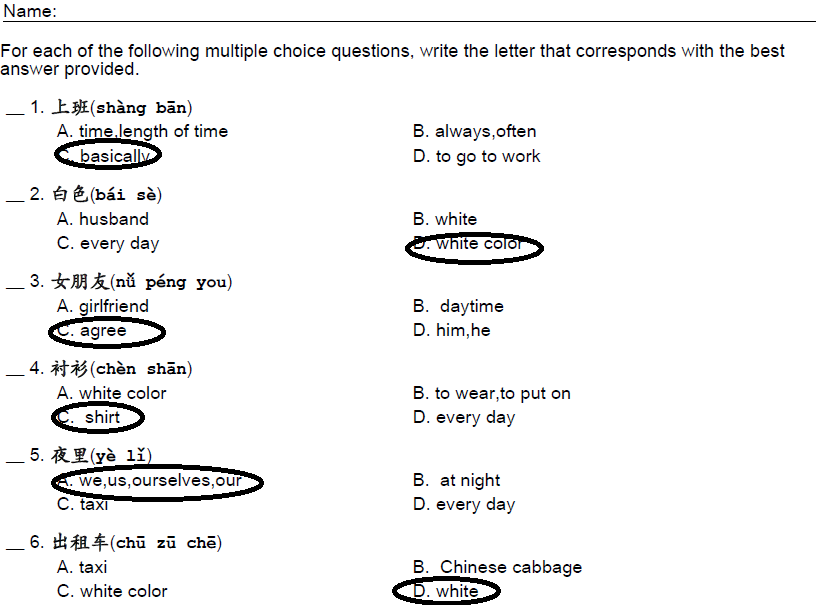 Name:
For each of the following multiple choice questions, write the letter that corresponds with the best
answer provided.
__ 1. 上班(shàng bān)
A. time,length of time B. always,often
C. basically D. to go to work
__ 2. 白色(bái sè)
A. husband B. white
C. every day D. white color
__ 3. 女朋友(nǚ péng you)
A. girlfriend B. daytime
C. agree D. him,he
__ 4. 衬衫(chèn shān)
A. white color B. to wear,to put on
C. shirt D. every day
__ 5. 夜里(yè lǐ)
A. we,us,ourselves,our B. at night
C. taxi D. every day
__ 6. 出租车(chū zū chē)
A. taxi B. Chinese cabbage
C. white color D. white